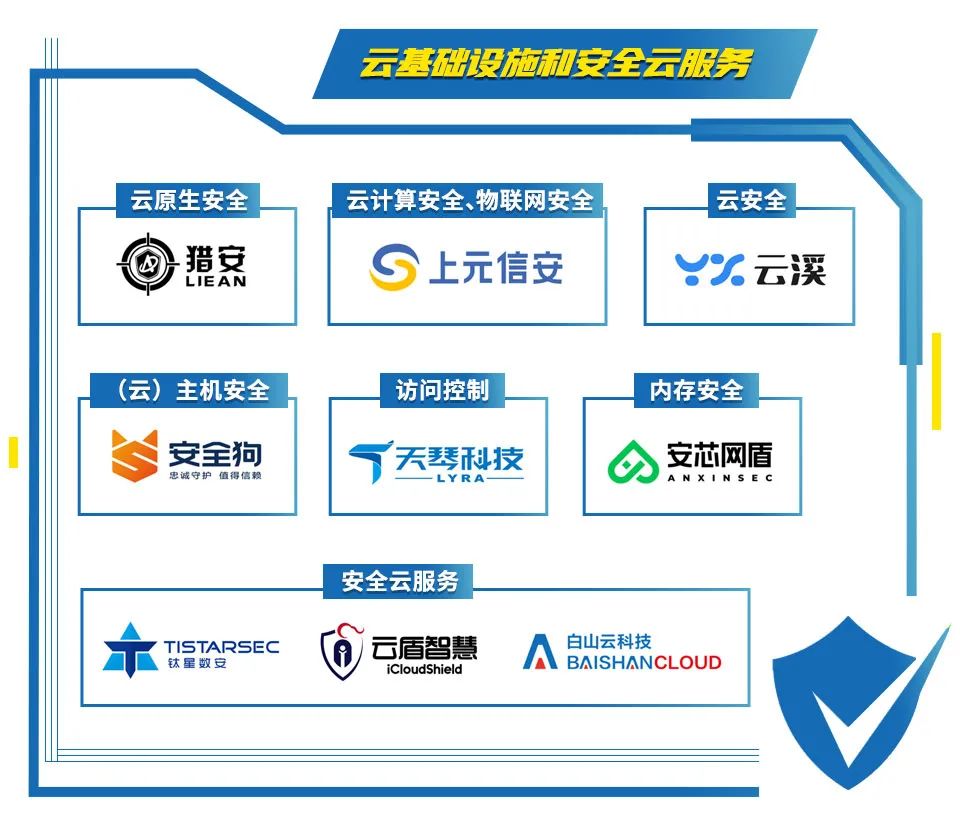 云基础设施和安全云服务
云原生安全
猎安
LIEAN
云计算安全、物联网安全
上元信安
云安全
云溪
（云）主机安全
安全狗
忠诚守护 值得信赖
访问控制
天琴科技
LYRA
内存安全
安芯网盾
ANXINSEC
安全云服务
TISTARSEC
钛星数安
云盾智慧
iCloudShield
白山云科技
BAISHANCLOUD